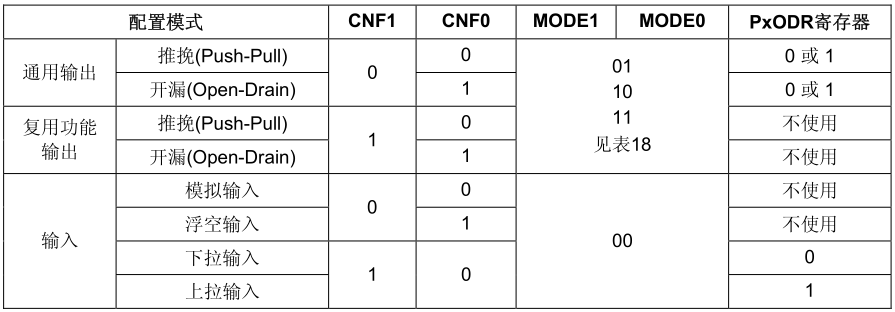 配置模式 CNF1 CNF0 MODE1 MODE0 PxODR寄存器
通用输出 推挽(Push-Pull) 0 0 01
10
11
见表18 0 或 1
开漏(Open-Drain) 1 0 或 1
复用功能
输出 推挽(Push-Pull) 1 0 不使用
开漏(Open-Drain) 1 不使用
输入 模拟输入 0 0 00 不使用
浮空输入 1 不使用
下拉输入 1 0 0
上拉输入 1